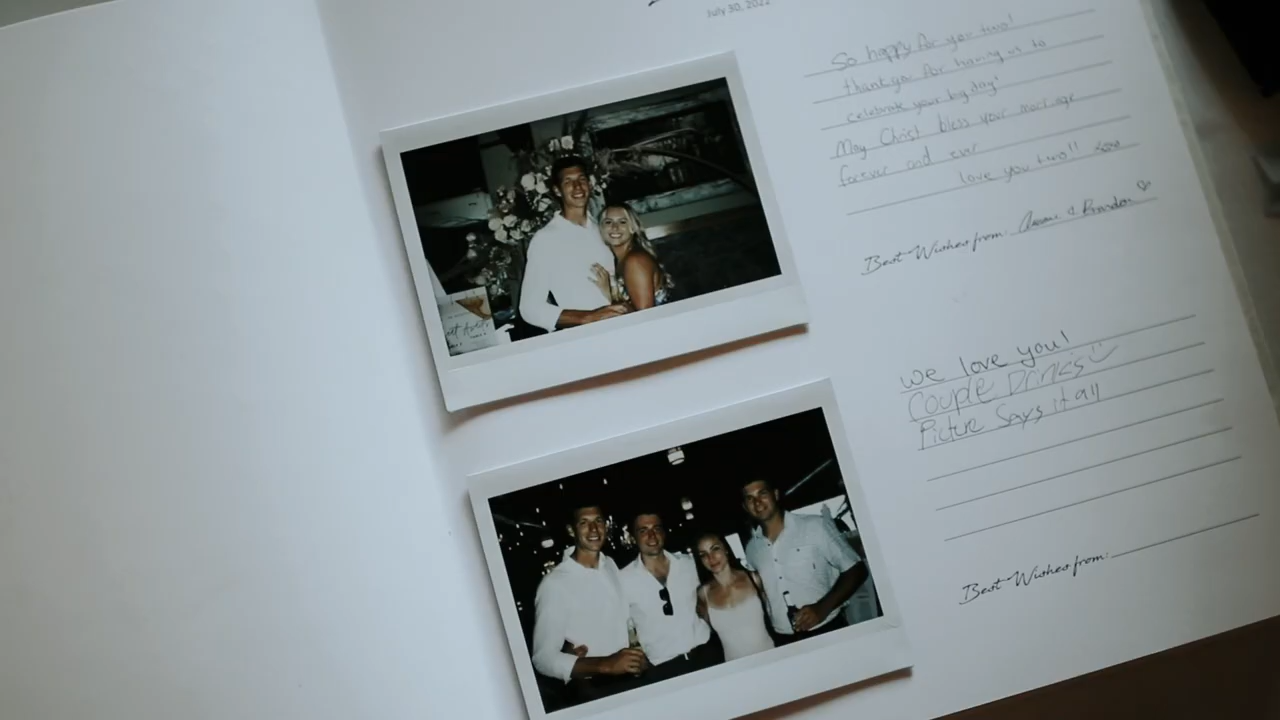 July 30, 2022
So happy for you two!
thank you for having us to
celebrate your big day!
May Christ bless your marriage
forever and ever
love you two!! Love
Best Wishes from: & Brandon
we love you!
Couple Drinks
Picture Says it all
Best Wishes from: